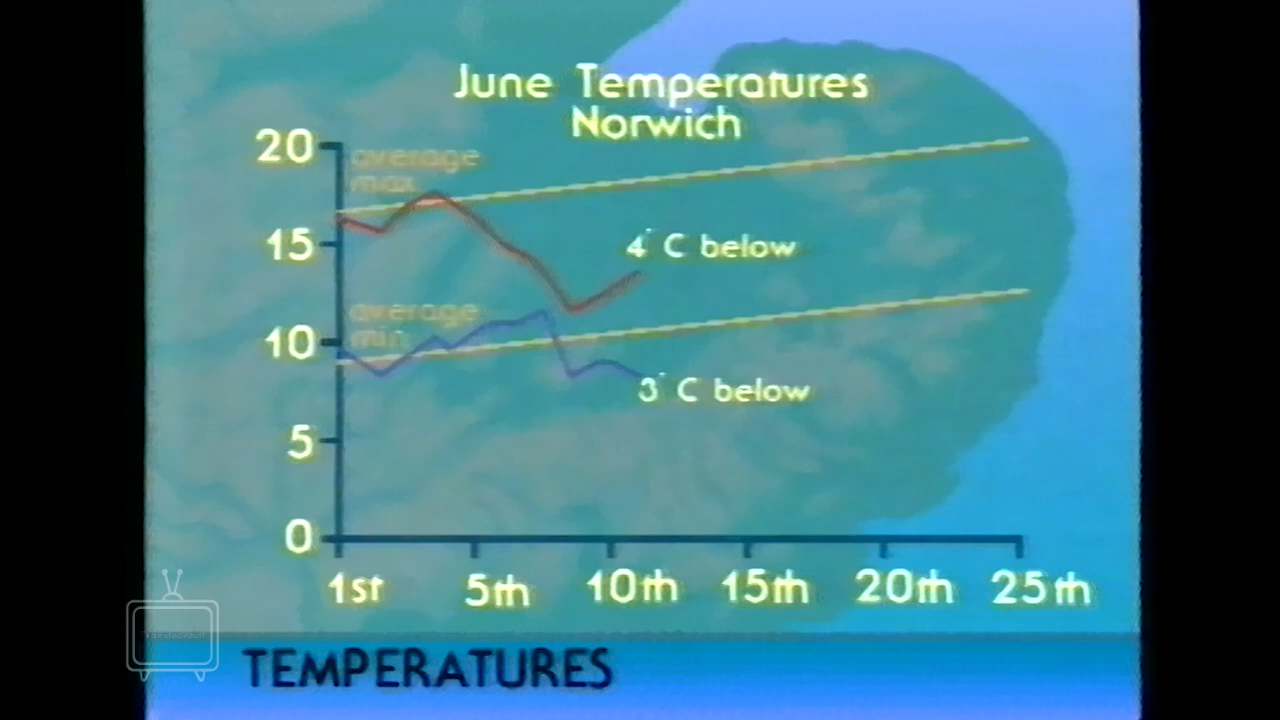 June Temperatures
Norwich
20
average
max
15
4° C below
average
10
min
3° C below
5
0
1st 5th 10th 15th 20th 25th
TEMPERATURES